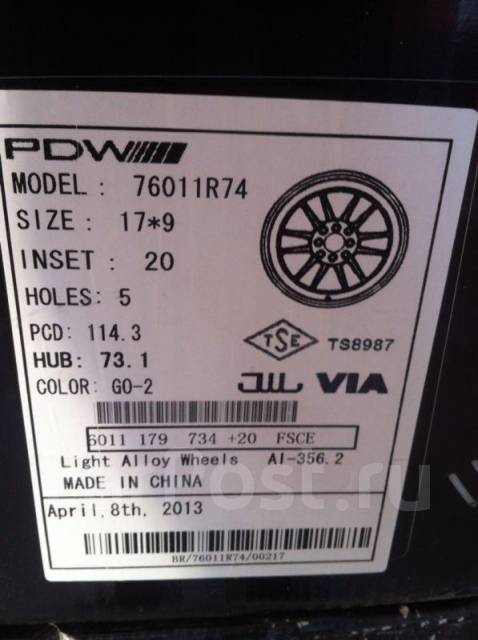 PDW
MODEL : 76011R74
SIZE : 17*9
INSET : 20
HOLES: 5
PCD: 114.3
HUB: 73.1
COLOR: GO-2
TSE TS8987
JWL VIA
6011 179 734 +20 FSCE
Light Alloy Wheels Al-356.2
MADE IN CHINA
April.8th, 2013
BR/76011R74/00217